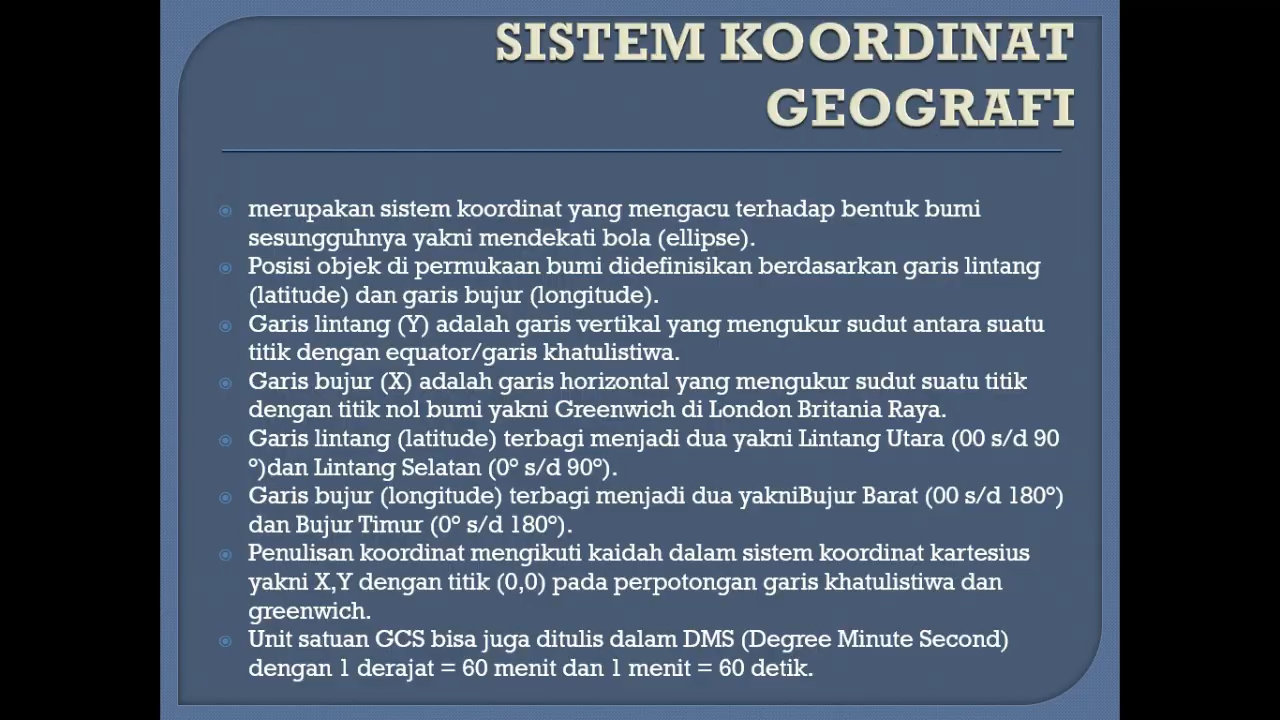 SISTEM KOORDINAT
GEOGRAFI
merupakan sistem koordinat yang mengacu terhadap bentuk bumi
sesungguhnya yakni mendekati bola (ellipse).
Posisi objek di permukaan bumi didefinisikan berdasarkan garis lintang
(latitude) dan garis bujur (longitude).
Garis lintang (Y) adalah garis vertikal yang mengukur sudut antara suatu
titik dengan equator/garis khatulistiwa.
Garis bujur (X) adalah garis horizontal yang mengukur sudut suatu titik
dengan titik nol bumi yakni Greenwich di London Britania Raya.
Garis lintang (latitude) terbagi menjadi dua yakni Lintang Utara (00 s/d 90
°)dan Lintang Selatan (0° s/d 90°).
Garis bujur (longitude) terbagi menjadi dua yakniBujur Barat (00 s/d 180°)
dan Bujur Timur (0° s/d 180°).
Penulisan koordinat mengikuti kaidah dalam sistem koordinat kartesius
yakni X,Y dengan titik (0,0) pada perpotongan garis khatulistiwa dan
greenwich.
Unit satuan GCS bisa juga ditulis dalam DMS (Degree Minute Second)
dengan 1 derajat = 60 menit dan 1 menit = 60 detik.